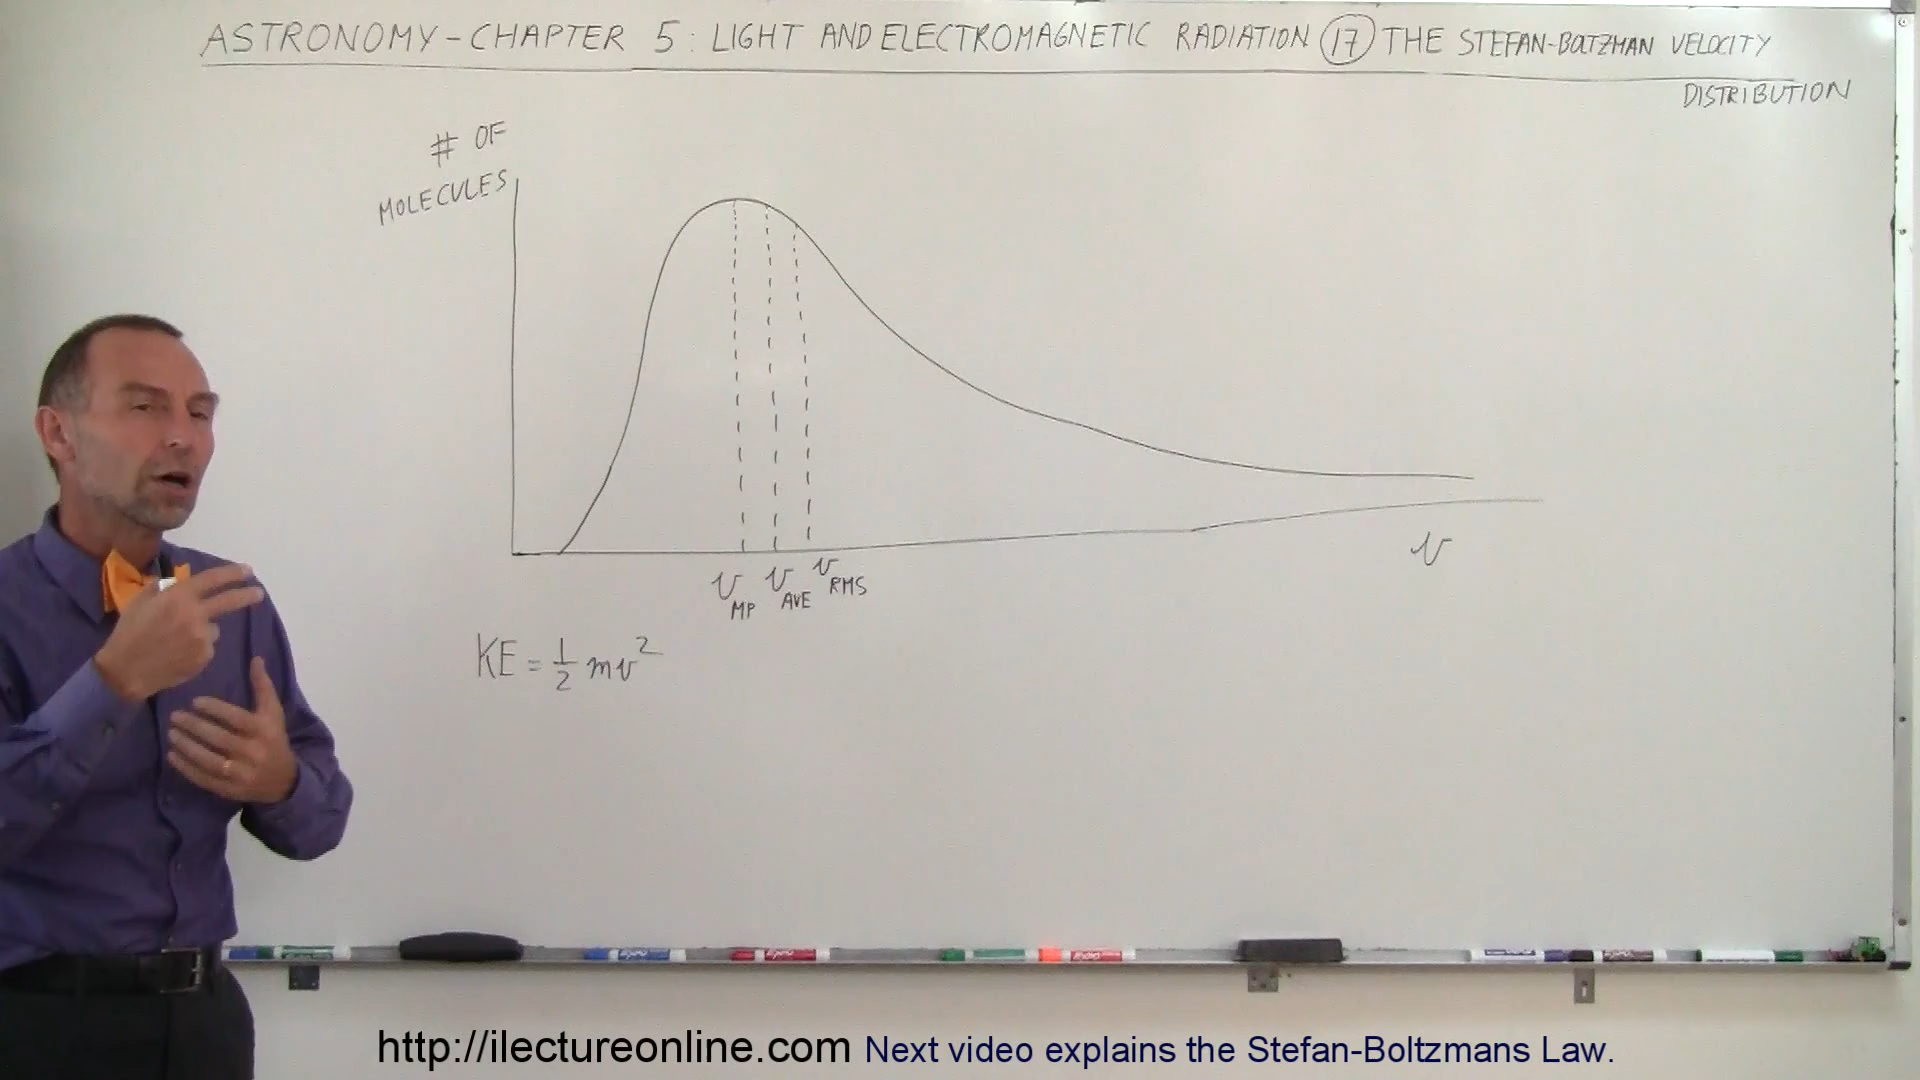 ASTRONOMY - CHAPTER 5: LIGHT AND ELECTROMAGNETIC RADIATION 17 THE STEFAN-BOLTZMAN VELOCITY
DISTRIBUTION
# OF
MOLECULES
v
v MP v AVE v RMS
KE = 1/2 mv²
http://ilectureonline.com Next video explains the Stefan-Boltzmans Law.